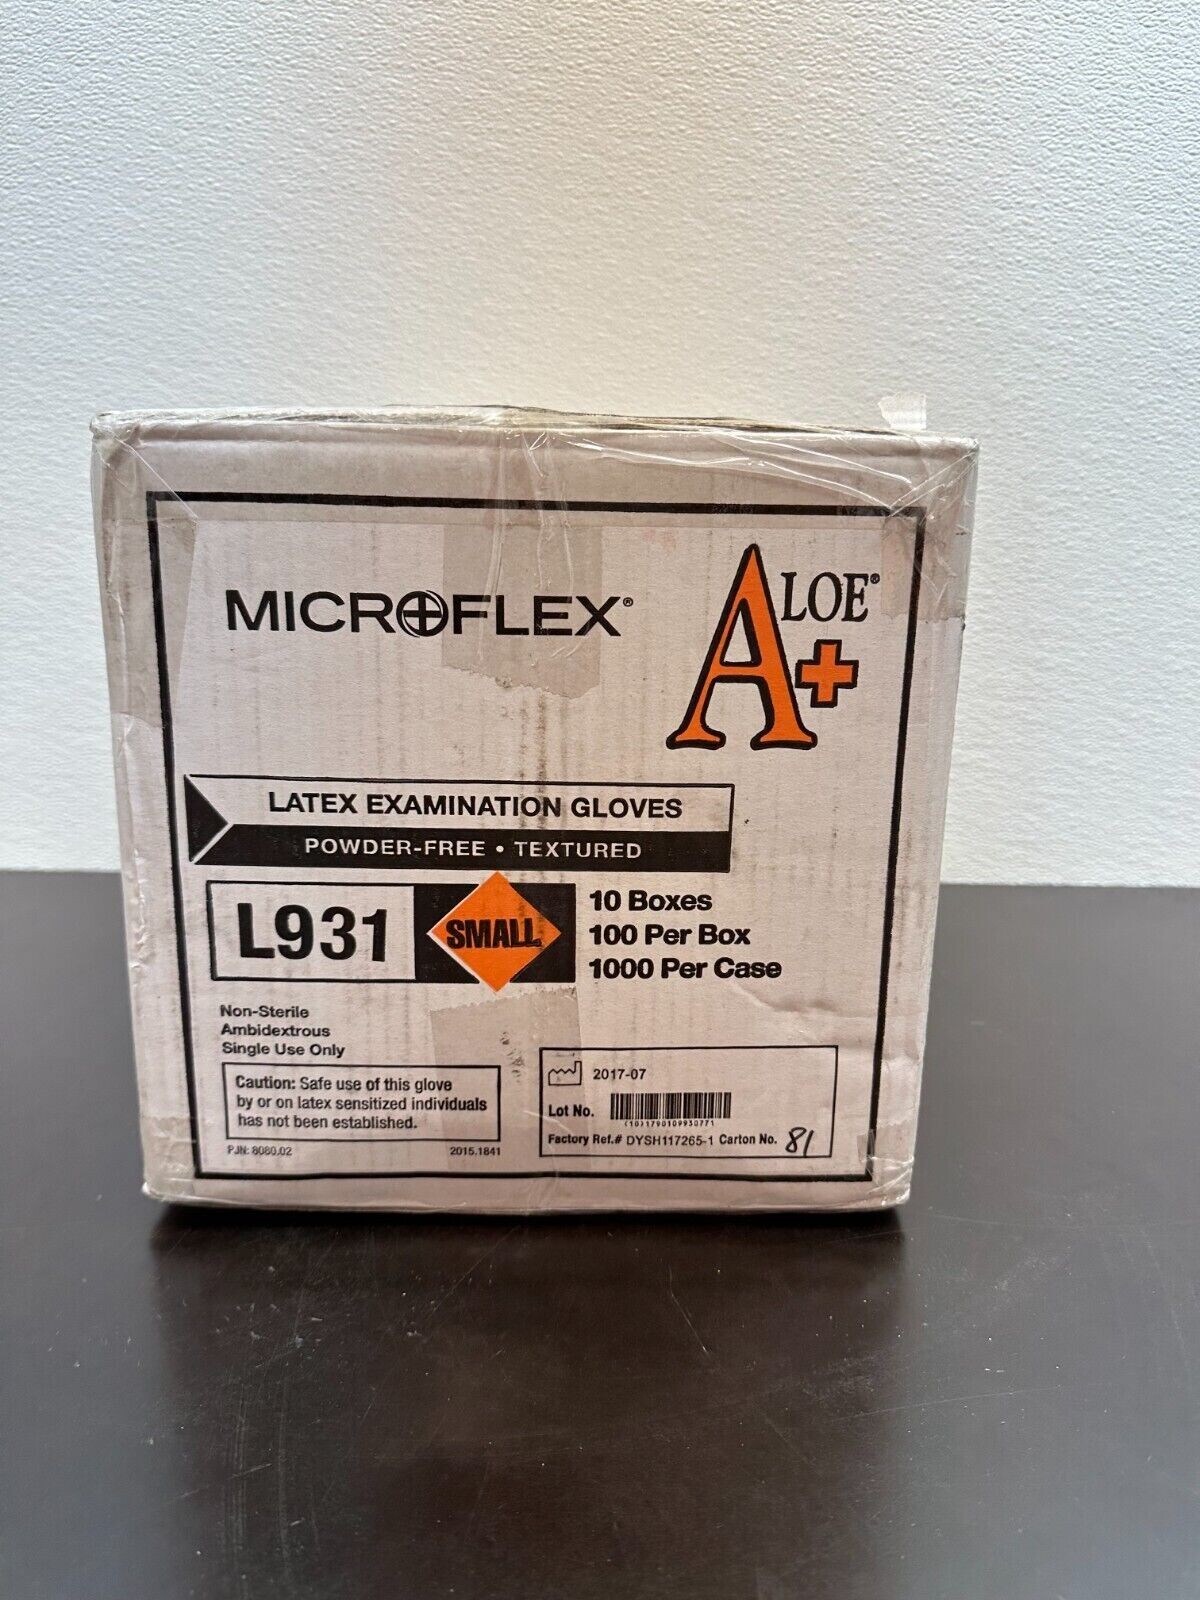 MICROFLEX®
ALOE®
A+
LATEX EXAMINATION GLOVES
POWDER-FREE • TEXTURED
L931
SMALL
10 Boxes
100 Per Box
1000 Per Case
Non-Sterile
Ambidextrous
Single Use Only
Caution: Safe use of this glove
by or on latex sensitized individuals
has not been established.
P/N: 8080.02
2015.1841
2017-07
Lot No.
(10)1790109930771
Factory Ref.# DYSH117265-1 Carton No. 81